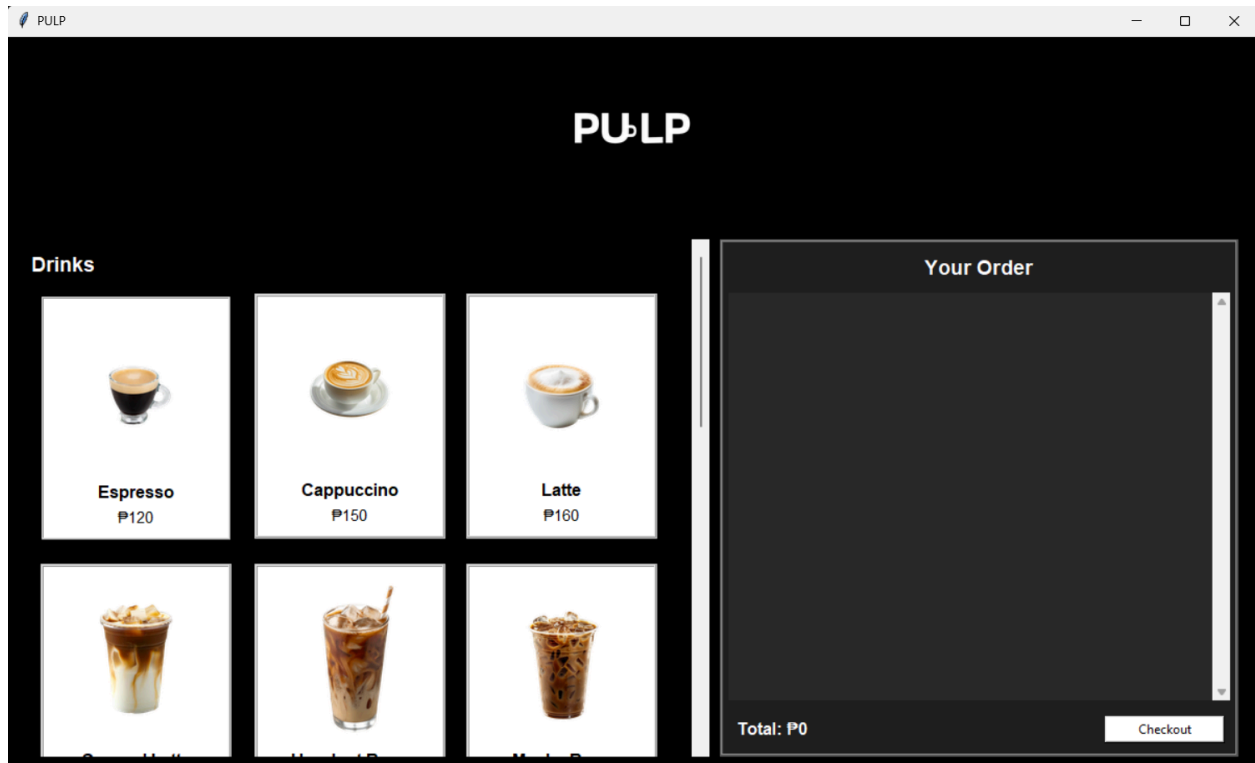 PULP
PULP
Drinks
Your Order
Espresso
₱120
Cappuccino
₱150
Latte
₱160
Total: ₱0
Checkout